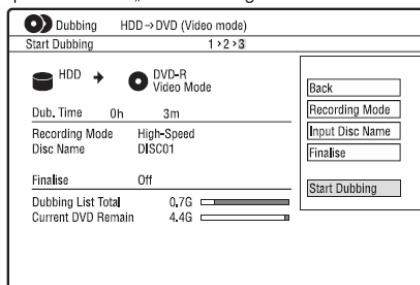 Dubbing HDD→DVD (Video mode)
Start Dubbing 1>2>3
HDD → DVD-R
Video Mode
Dub. Time 0h 3m
Recording Mode High-Speed
Disc Name DISC01
Finalise Off
Dubbing List Total 0.7G
Current DVD Remain 4.4G
Back
Recording Mode
Input Disc Name
Finalise
Start Dubbing